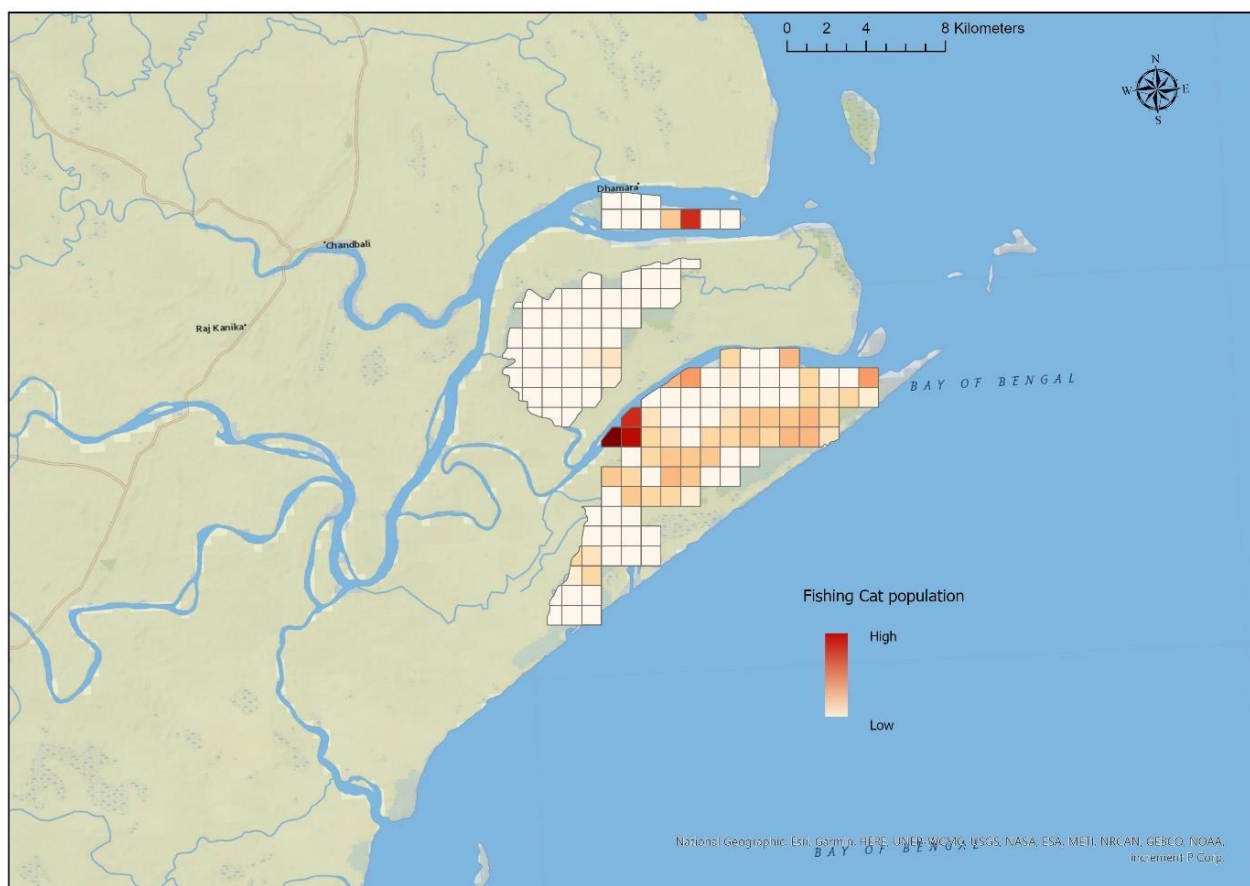 0 2 4 8 Kilometers
N
W E
S
Dhamara
Chandbali
Raj Kanika
BAY OF BENGAL
Fishing Cat population
High
Low
National Geographic, Esri, Garmin, HERE, UNEP-WCMC, USGS, NASA, ESA, METI, NRCAN, GEBCO, NOAA,
increment P Corp.
BAY OF BENGAL